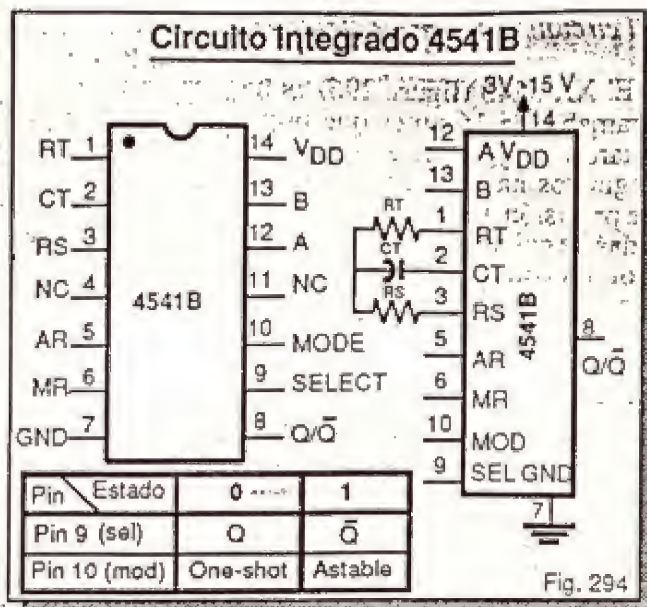 Circuito Integrado 4541B
RT 1
CT 2
RS 3
NC 4
AR 5
MR 6
GND 7
4541B
14 VDD
13 B
12 A
11 NC
10 MODE
9 SELECT
8 Q/Q̄
3V-15 V
14
12 A VDD
13 B
RT
1 RT
CT
2 CT
RS
3 RS
5 AR
6 MR
10 MOD
9 SEL GND
4541B
8
Q/Q̄
7
Pin Estado 0 1
Pin 9 (sel) Q Q̄
Pin 10 (mod) One-shot Astable
Fig. 294